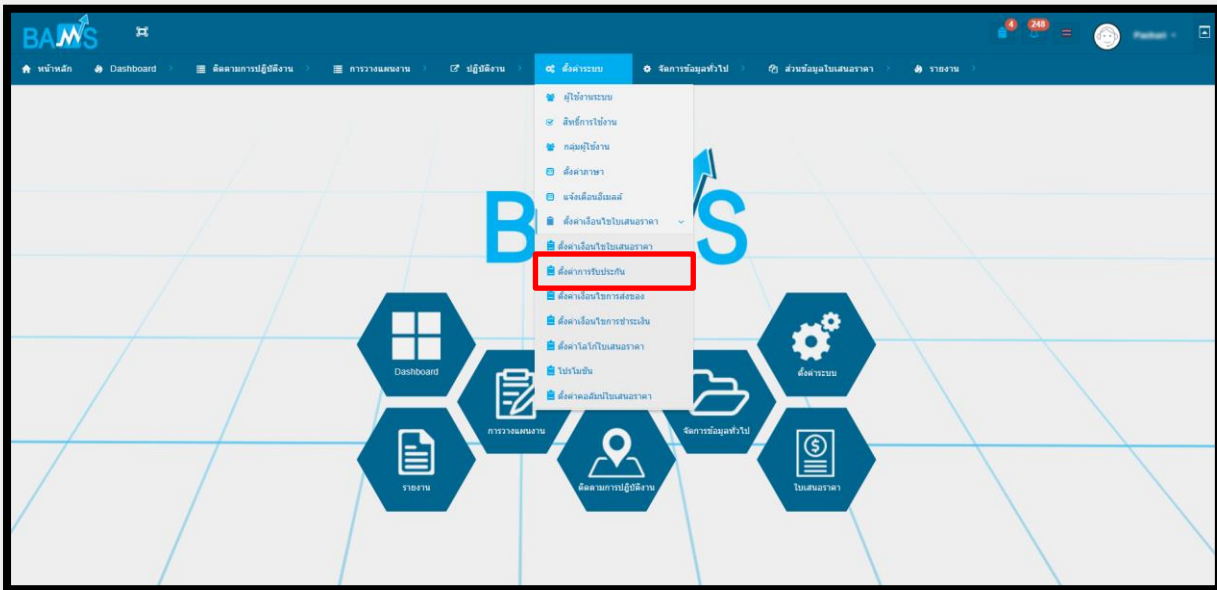 BAMS
4
248
หน้าหลัก
Dashboard
ติดตามการปฏิบัติงาน
การวางแผนงาน
ปฏิบัติงาน
ตั้งค่าระบบ
จัดการข้อมูลทั่วไป
ส่วนข้อมูลใบเสนอราคา
รายงาน
ผู้ใช้งานระบบ
สิทธิ์การใช้งาน
กลุ่มผู้ใช้งาน
ตั้งค่าภาษา
แจ้งเตือนอีเมลล์
ตั้งค่าเงื่อนไขใบเสนอราคา
ตั้งค่าเงื่อนไขใบเสนอราคา
ตั้งค่าการรับประกัน
ตั้งค่าเงื่อนไขการส่งของ
ตั้งค่าเงื่อนไขการชำระเงิน
ตั้งค่าโลโก้ใบเสนอราคา
โปรโมชั่น
ตั้งค่าคอลัมน์ใบเสนอราคา
B S
Dashboard
ตั้งค่าระบบ
การวางแผนงาน
จัดการข้อมูลทั่วไป
รายงาน
ติดตามการปฏิบัติงาน
ใบเสนอราคา